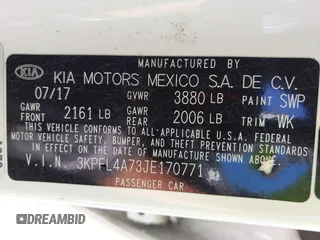 MANUFACTURED BY
KIA KIA MOTORS MEXICO S.A. DE C.V.
07/17 GVWR 3880 LB PAINT SWP
GAWR FRONT 2161 LB GAWR REAR 2006 LB TRIM WK
THIS VEHICLE CONFORMS TO ALL-APPLICABLE U.S.A.
FEDERAL MOTOR VEHICLE SAFETY, BUMPER, AND THEFT PREVENTION STANDARDS
IN EFFECT ON THE DATE OF MANUFACTURE SHOWN ABOVE.
V.I.N. 3KPFL4A73JE170771
PASSENGER CAR
DREAMBID